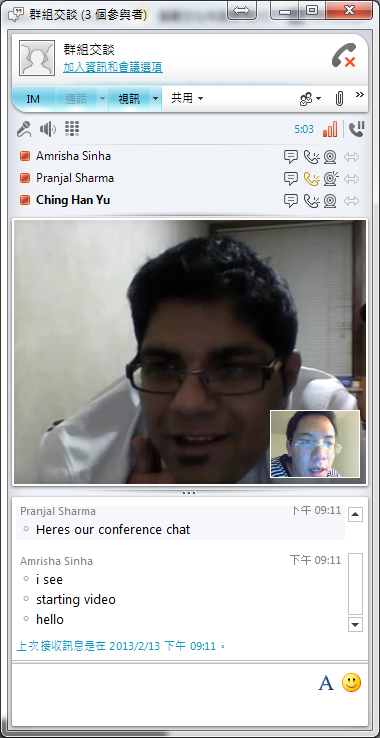 群組交談 (3 個參與者)
群組交談
加入資訊和會議選項
IM 通話 視訊 共用
5:03
Amrisha Sinha
Pranjal Sharma
Ching Han Yu
Pranjal Sharma 下午 09:11
Heres our conference chat
Amrisha Sinha 下午 09:11
i see
starting video
hello
上次接收訊息是在 2013/2/13 下午 09:11。
A